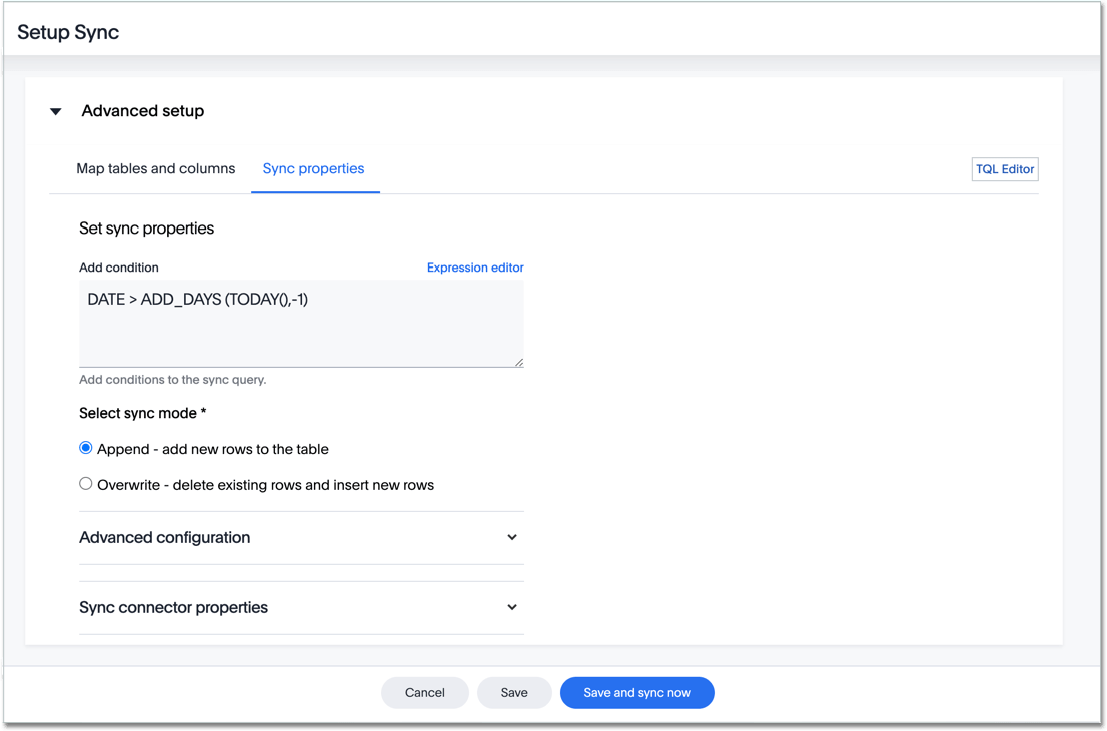 Setup Sync
Advanced setup
Map tables and columns
Sync properties
TQL Editor
Set sync properties
Add condition
Expression editor
DATE > ADD_DAYS (TODAY(),-1)
Add conditions to the sync query.
Select sync mode *
Append - add new rows to the table
Overwrite - delete existing rows and insert new rows
Advanced configuration
Sync connector properties
Cancel
Save
Save and sync now